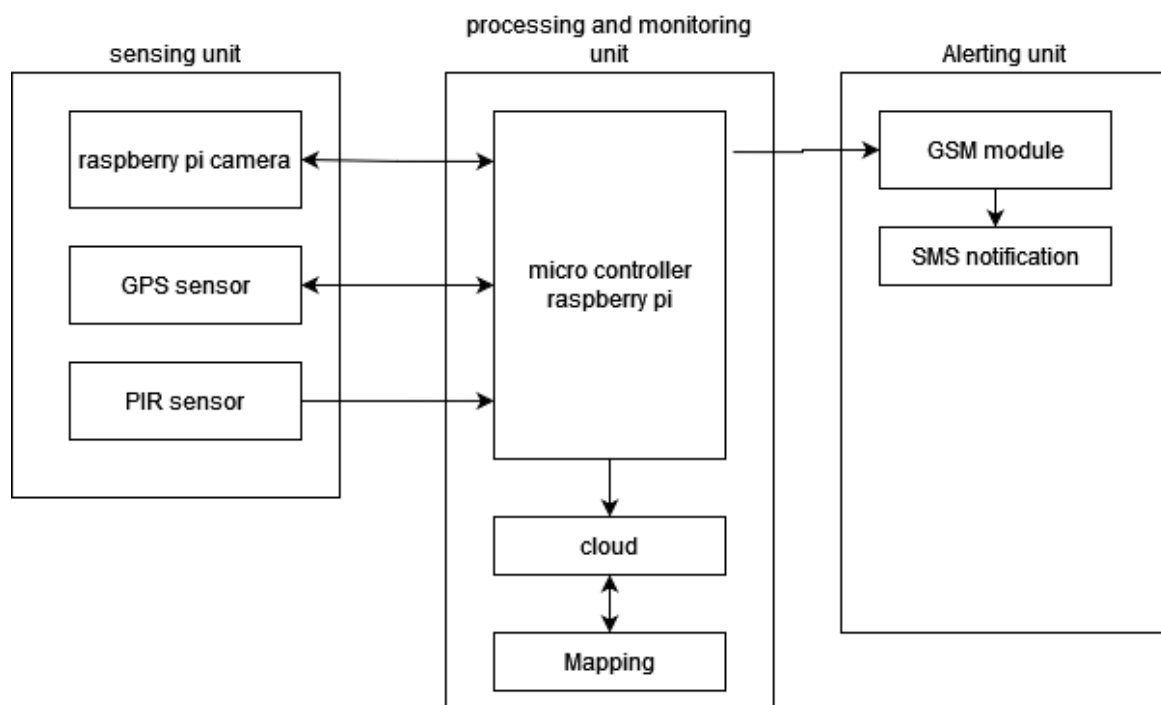 sensing unit
raspberry pi camera
GPS sensor
PIR sensor
processing and monitoring
unit
micro controller
raspberry pi
cloud
Mapping
Alerting unit
GSM module
SMS notification